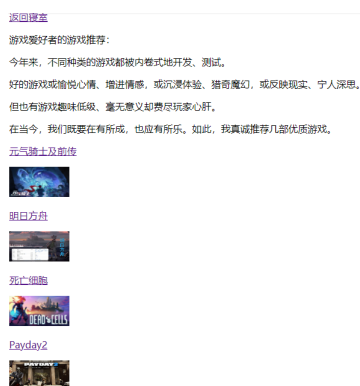 返回寝室
游戏爱好者的游戏推荐：
今年来，不同种类的游戏都被内卷式地开发、测试。
好的游戏或愉悦心情、增进情感，或沉浸体验、猎奇魔幻，或反映现实、宁人深思。
但也有游戏趣味低级、毫无意义却费尽玩家心肝。
在当今，我们既要在有所成，也应有所乐。如此，我真诚推荐几部优质游戏。
元气骑士及前传
明日方舟
死亡细胞
DEAD CELLS
Payday2
PAYDAY 2